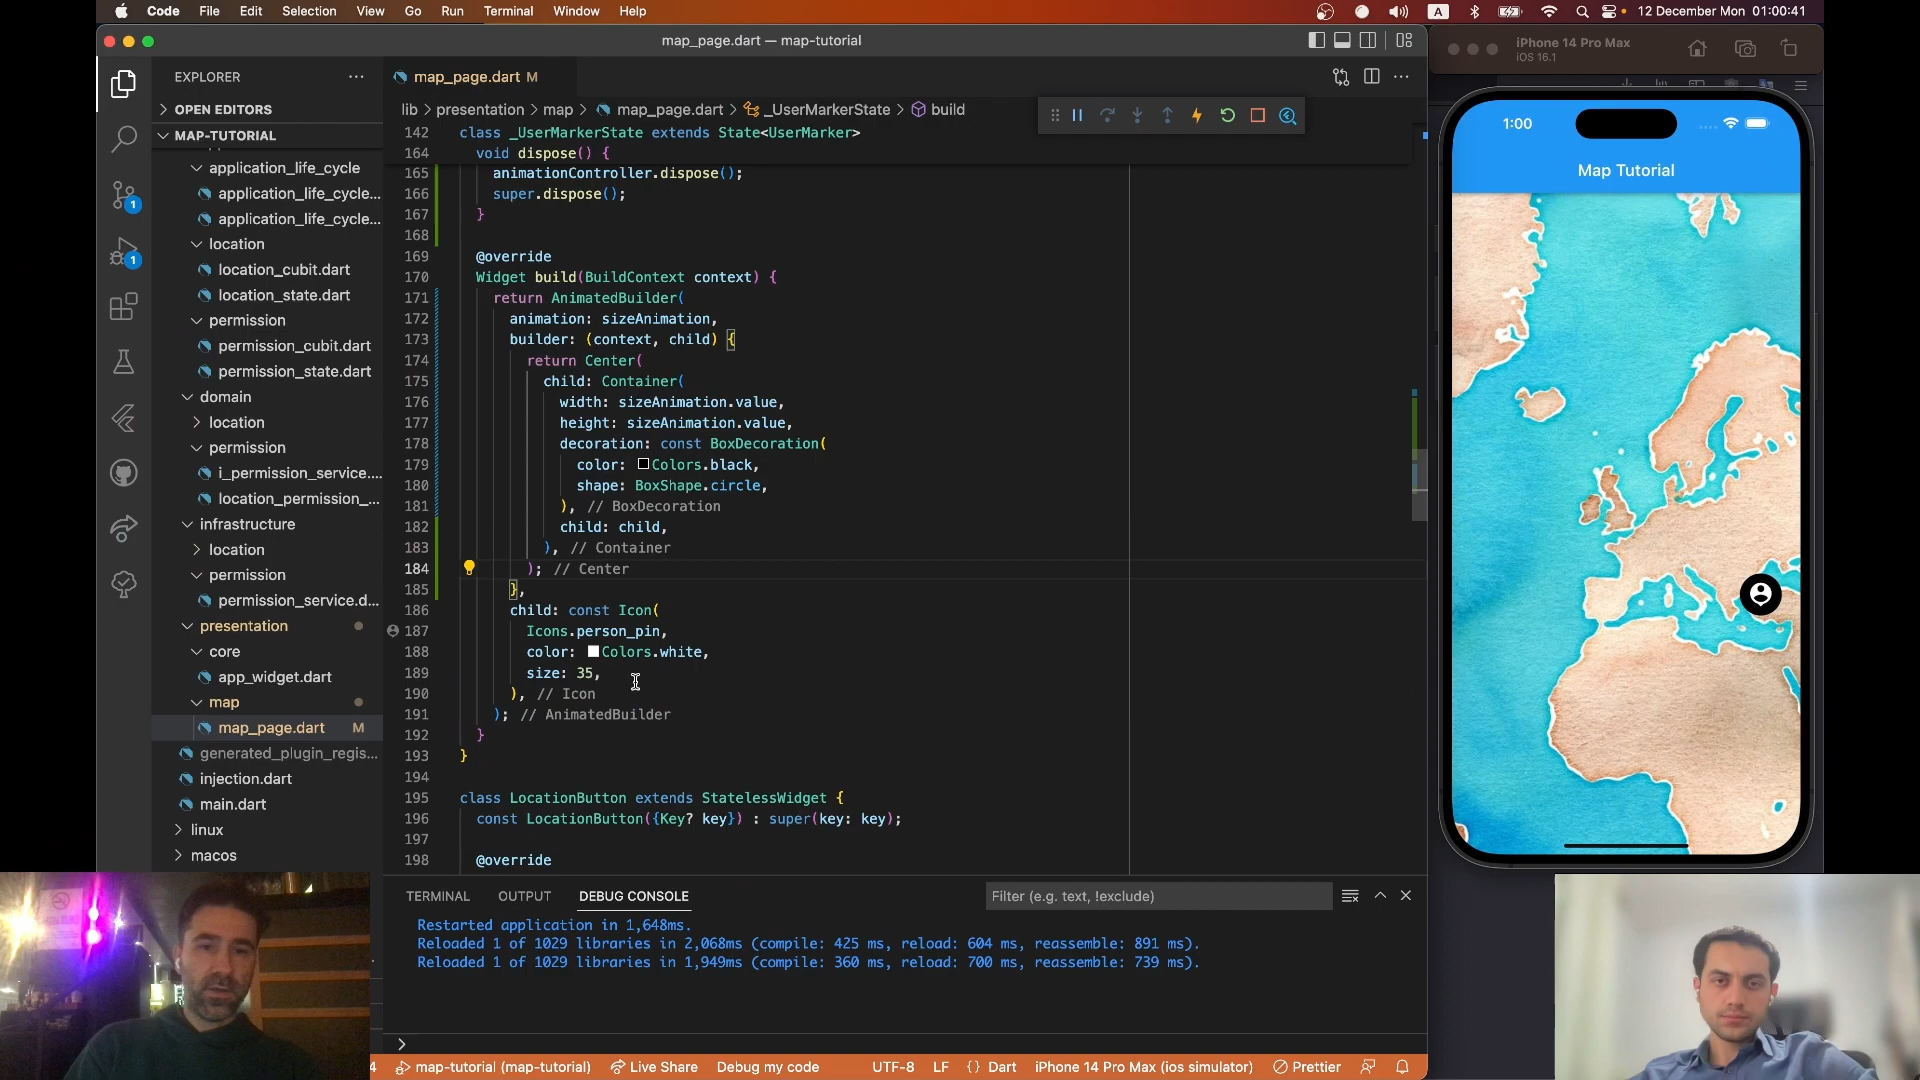 Code File Edit Selection View Go Run Terminal Window Help
A
12 December Mon 01:00:41
map_page.dart — map-tutorial
iPhone 14 Pro Max
iOS 16.1
EXPLORER
OPEN EDITORS
MAP-TUTORIAL
application_life_cycle
application_life_cycle...
application_life_cycle...
location
location_cubit.dart
location_state.dart
permission
permission_cubit.dart
permission_state.dart
domain
location
permission
i_permission_service....
location_permission_...
infrastructure
location
permission
permission_service.d...
presentation
core
app_widget.dart
map
map_page.dart M
generated_plugin_regis...
injection.dart
main.dart
linux
macos
1
1
map_page.dart M
lib > presentation > map > map_page.dart > _UserMarkerState > build
142 class _UserMarkerState extends State<UserMarker>
164 void dispose() {
165 animationController.dispose();
166 super.dispose();
167 }
168
169 @override
170 Widget build(BuildContext context) {
171 return AnimatedBuilder(
172 animation: sizeAnimation,
173 builder: (context, child) {
174 return Center(
175 child: Container(
176 width: sizeAnimation.value,
177 height: sizeAnimation.value,
178 decoration: const BoxDecoration(
179 color: Colors.black,
180 shape: BoxShape.circle,
181 ), // BoxDecoration
182 child: child,
183 ), // Container
184 ); // Center
185 },
186 child: const Icon(
187 Icons.person_pin,
188 color: Colors.white,
189 size: 35,
190 ), // Icon
191 ); // AnimatedBuilder
192 }
193 }
194
195 class LocationButton extends StatelessWidget {
196 const LocationButton({Key? key}) : super(key: key);
197
198 @override
1:00
Map Tutorial
TERMINAL OUTPUT DEBUG CONSOLE
Filter (e.g. text, !exclude)
Restarted application in 1,648ms.
Reloaded 1 of 1029 libraries in 2,068ms (compile: 425 ms, reload: 604 ms, reassemble: 891 ms).
Reloaded 1 of 1029 libraries in 1,949ms (compile: 360 ms, reload: 700 ms, reassemble: 739 ms).
>
4 map-tutorial (map-tutorial) Live Share Debug my code
UTF-8 LF {} Dart iPhone 14 Pro Max (ios simulator) Prettier